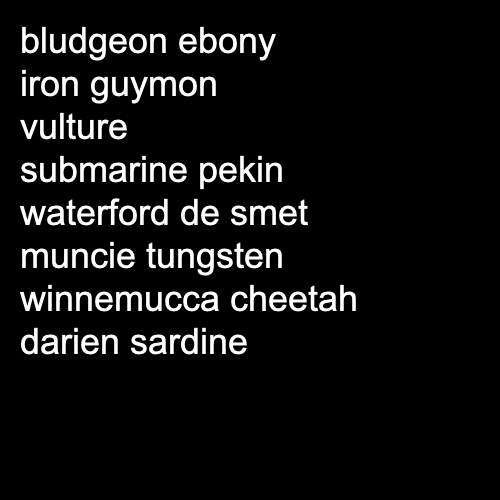 bludgeon ebony
iron guymon
vulture
submarine pekin
waterford de smet
muncie tungsten
winnemucca cheetah
darien sardine